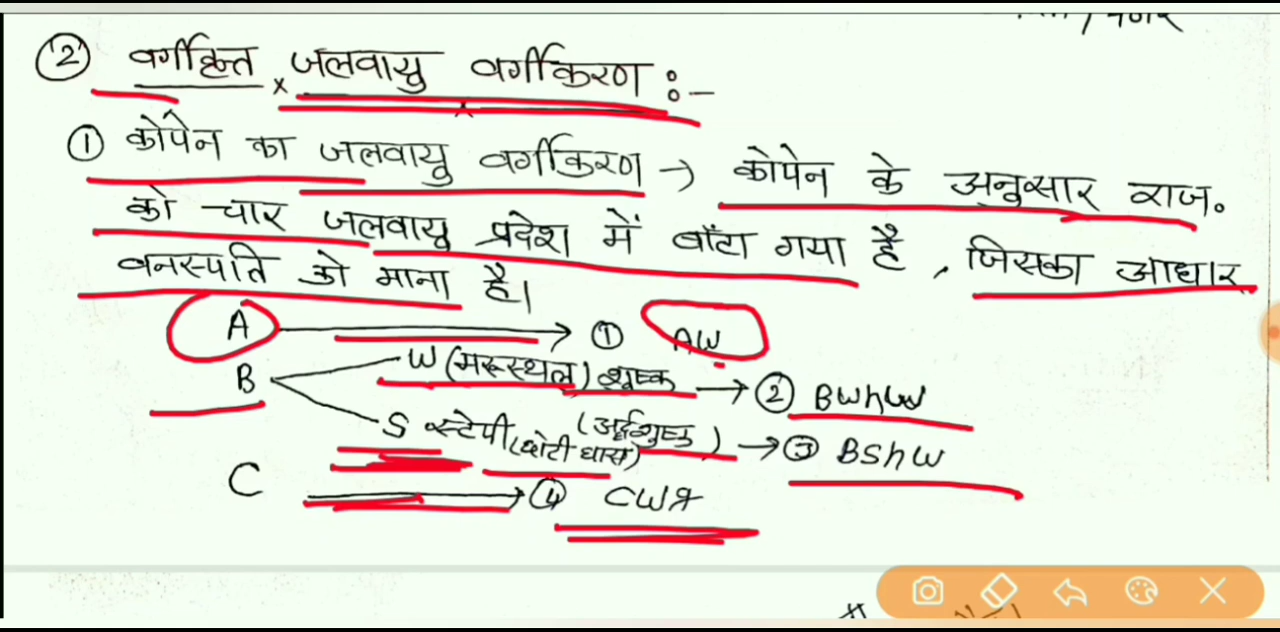 ② वर्गीकृत जलवायु वर्गीकरण :-
① कोपेन का जलवायु वर्गीकरण → कोपेन के अनुसार राज.
को चार जलवायु प्रदेश में बाँटा गया है, जिसका आधार
वनस्पति को माना है।
A → ① AW
B W (मरूस्थल) शुष्क → ② BWhw
S स्टेपी (छोटी घास) (अर्द्धशुष्क) → ③ BShw
C → ④ CWg